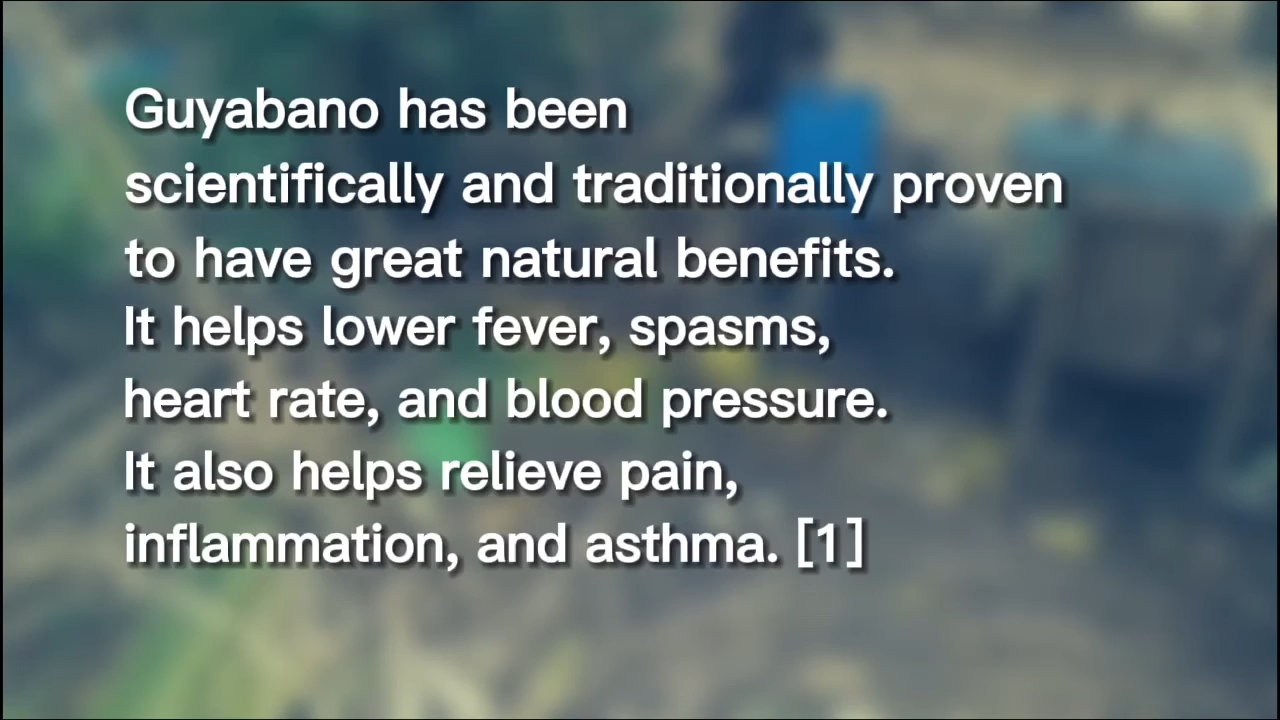 Guyabano has been
scientifically and traditionally proven
to have great natural benefits.
It helps lower fever, spasms,
heart rate, and blood pressure.
It also helps relieve pain,
inflammation, and asthma. [1]